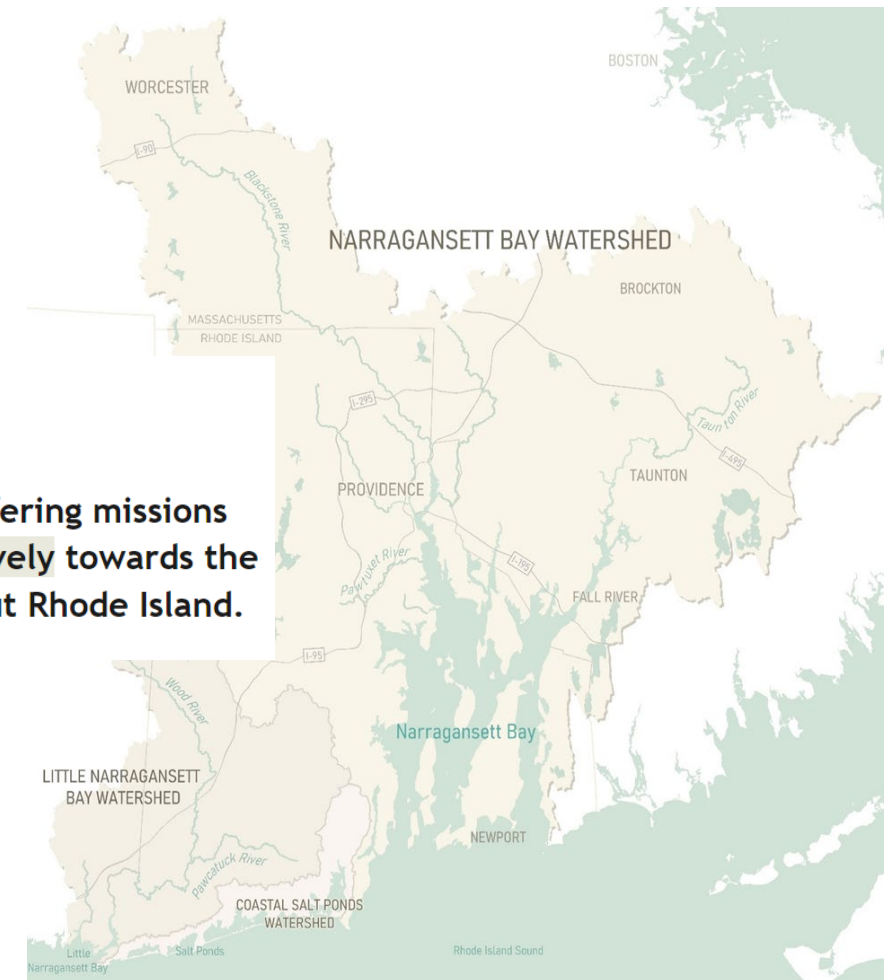 BOSTON
WORCESTER
I-90
Blackstone River
NARRAGANSETT BAY WATERSHED
BROCKTON
MASSACHUSETTS
RHODE ISLAND
I-295
Taunton River
I-495
TAUNTON
PROVIDENCE
ering missions
vely towards the
t Rhode Island.
Pawtuxet River
I-195
FALL RIVER
I-95
Wood River
Narragansett Bay
LITTLE NARRAGANSETT
BAY WATERSHED
NEWPORT
Pawcatuck River
COASTAL SALT PONDS
WATERSHED
Little
Narragansett Bay
Salt Ponds
Rhode Island Sound